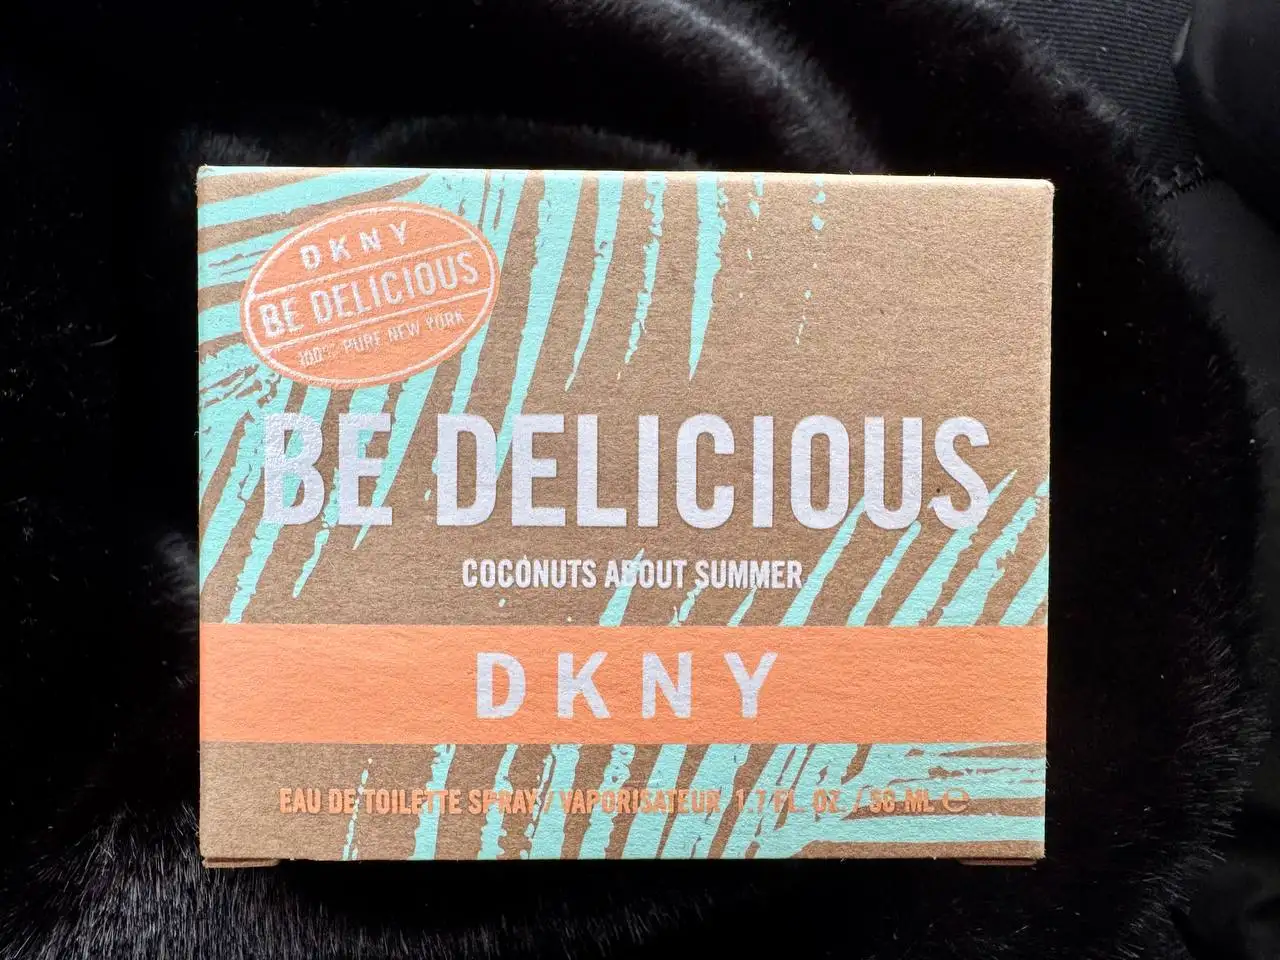 DKNY
BE DELICIOUS
100% PURE NEW YORK
BE DELICIOUS
COCONUTS ABOUT SUMMER
DKNY
EAU DE TOILETTE SPRAY / VAPORISATEUR 1.7 FL. OZ. / 50 ML ℮